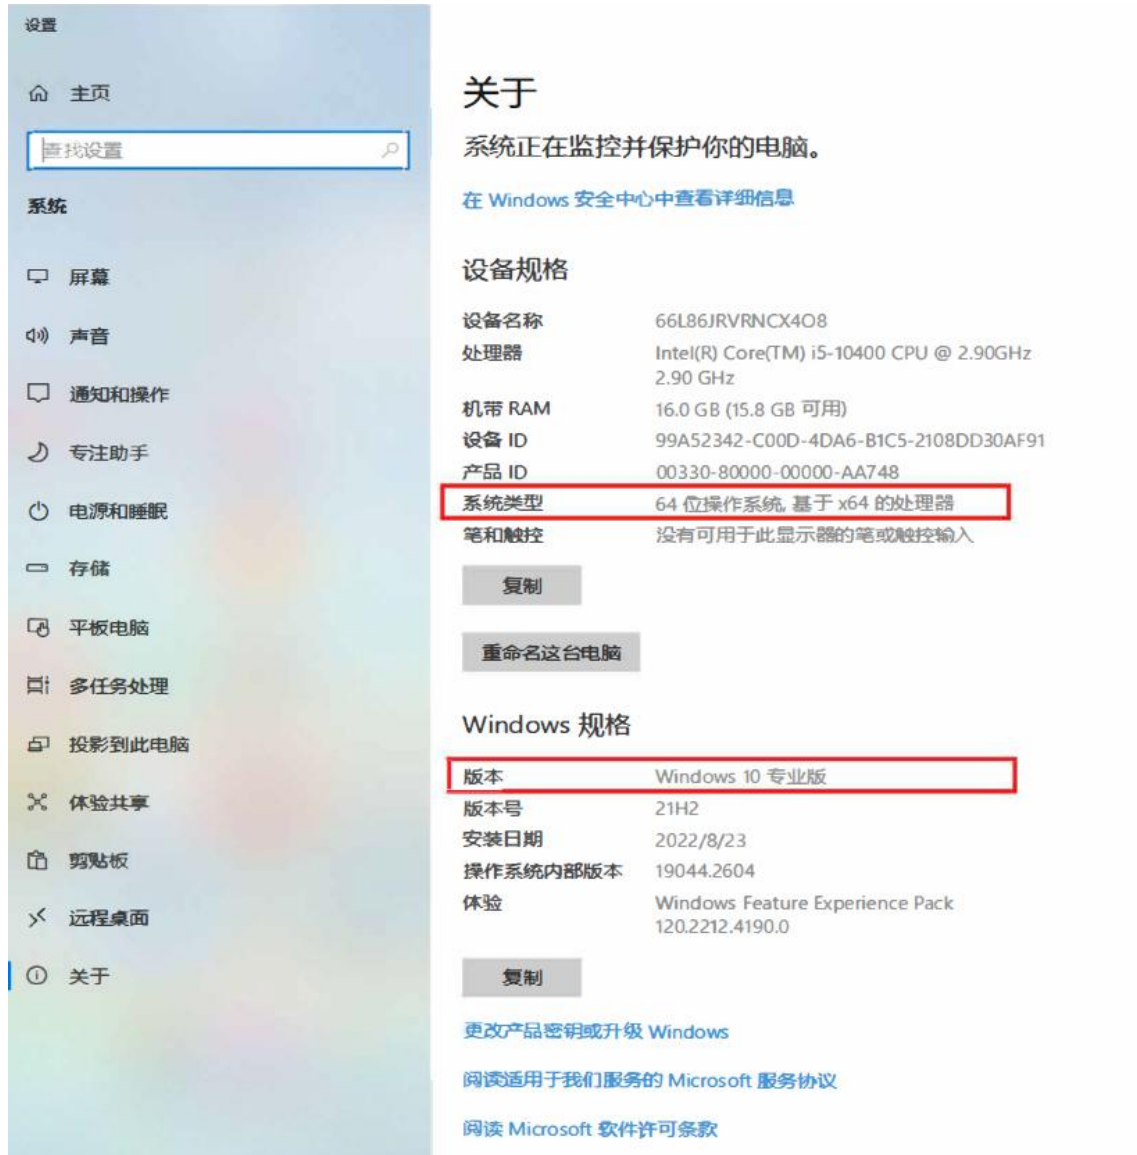 设置
主页
查找设置
系统
屏幕
声音
通知和操作
专注助手
电源和睡眠
存储
平板电脑
多任务处理
投影到此电脑
体验共享
剪贴板
远程桌面
关于
关于
系统正在监控并保护你的电脑。
在 Windows 安全中心中查看详细信息
设备规格
设备名称 66L86JRVRNCX4O8
处理器 Intel(R) Core(TM) i5-10400 CPU @ 2.90GHz
2.90 GHz
机带 RAM 16.0 GB (15.8 GB 可用)
设备 ID 99A52342-C00D-4DA6-B1C5-2108DD30AF91
产品 ID 00330-80000-00000-AA748
系统类型 64 位操作系统, 基于 x64 的处理器
笔和触控 没有可用于此显示器的笔或触控输入
复制
重命名这台电脑
Windows 规格
版本 Windows 10 专业版
版本号 21H2
安装日期 2022/8/23
操作系统内部版本 19044.2604
体验 Windows Feature Experience Pack
120.2212.4190.0
复制
更改产品密钥或升级 Windows
阅读适用于我们服务的 Microsoft 服务协议
阅读 Microsoft 软件许可条款